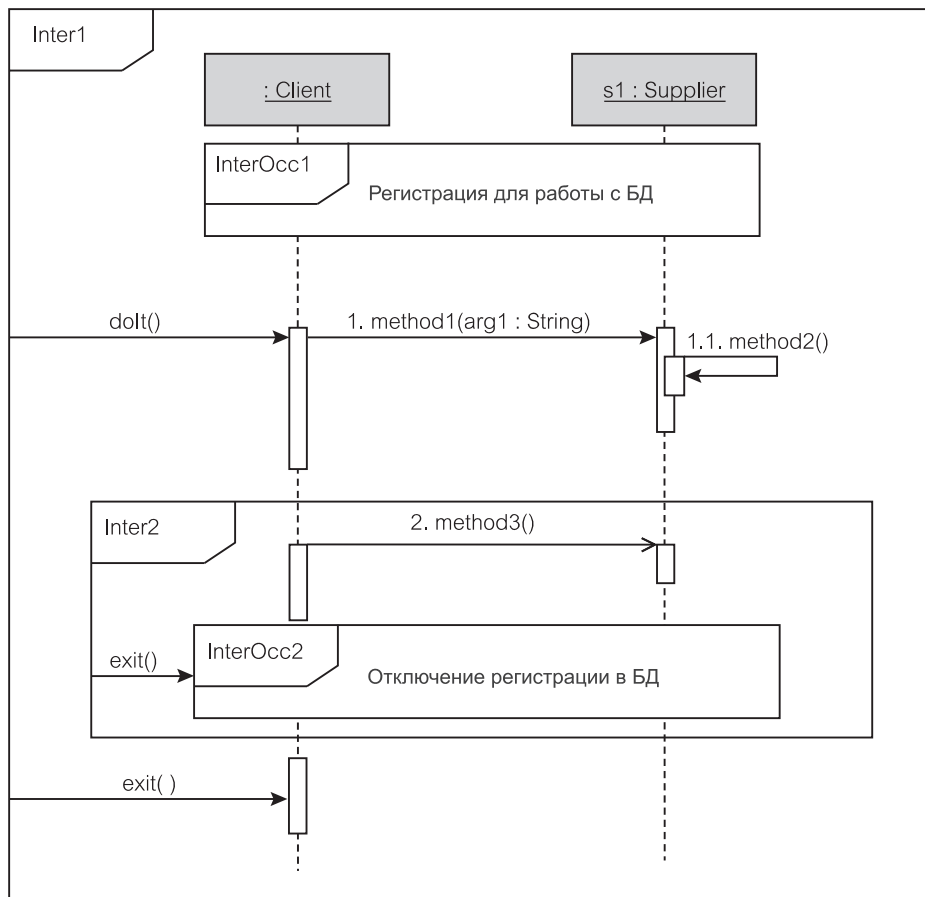 Inter1
: Client
s1 : Supplier
InterOcc1
Регистрация для работы с БД
doIt()
1. method1(arg1 : String)
1.1. method2()
Inter2
2. method3()
exit()
InterOcc2
Отключение регистрации в БД
exit( )